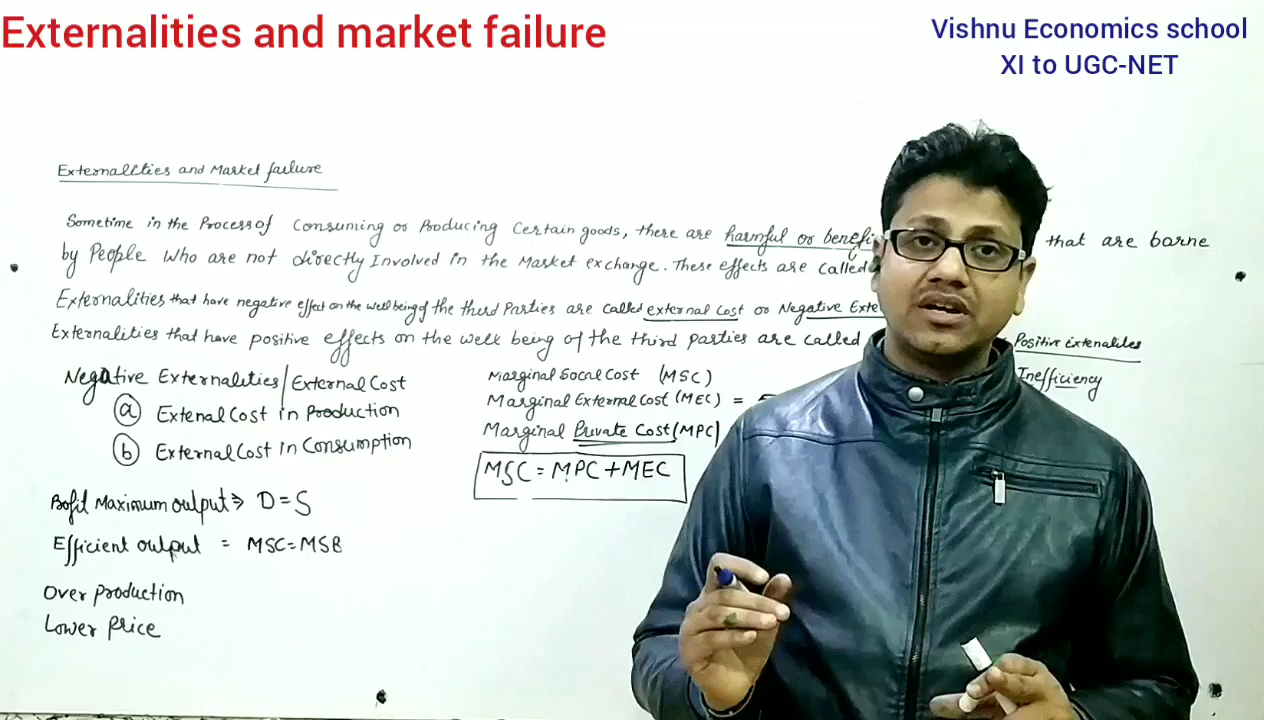 Externalities and market failure
Vishnu Economics school
XI to UGC-NET
Externalities and Market failure
Sometime in the Process of Consuming or Producing Certain goods, there are harmful or benefi that are borne
by People who are not directly Involved in the Market exchange. These effects are called
Externalities that have negative effect on the well being of the third Parties are called external Cost or Negative Exte
Externalities that have positive effects on the well being of the third parties are called Positive Extenalites
Negative Externalities / External Cost
(a) Extenal Cost in Production
(b) External Cost in Consumption
Marginal Socal Cost (MSC)
Marginal External Cost (MEC) =
Marginal Private Cost (MPC)
MSC = MPC + MEC
Inefficiency
Profit Maximum output ⇒ D = S
Efficient output = MSC = MSB
Over production
Lower price